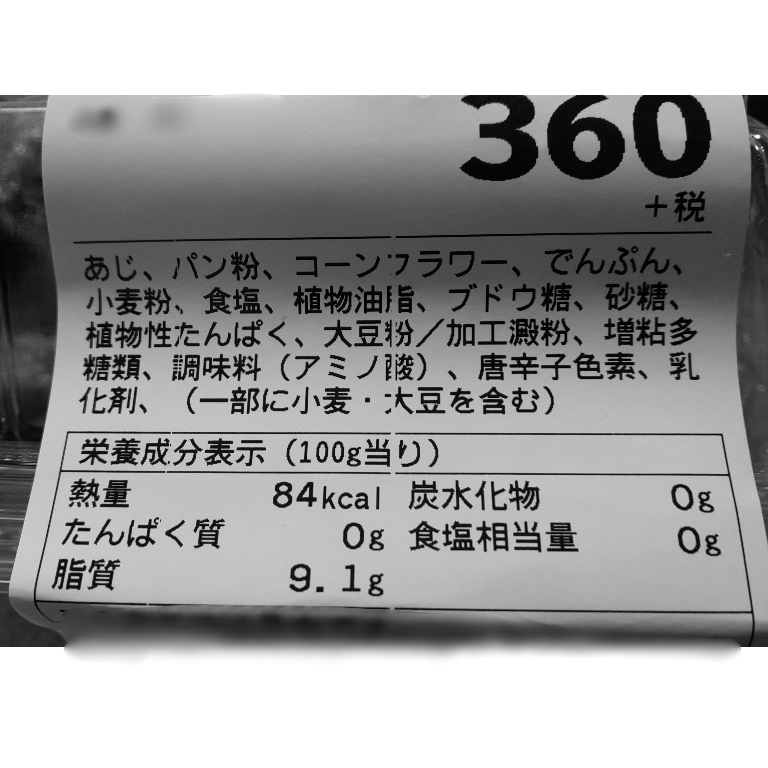 360
+税
あじ、パン粉、コーンフラワー、でんぷん、
小麦粉、食塩、植物油脂、ブドウ糖、砂糖、
植物性たんぱく、大豆粉／加工澱粉、増粘多
糖類、調味料（アミノ酸）、唐辛子色素、乳
化剤、（一部に小麦・大豆を含む）
栄養成分表示（100g当り）
熱量 84kcal 炭水化物 0g
たんぱく質 0g 食塩相当量 0g
脂質 9.1g